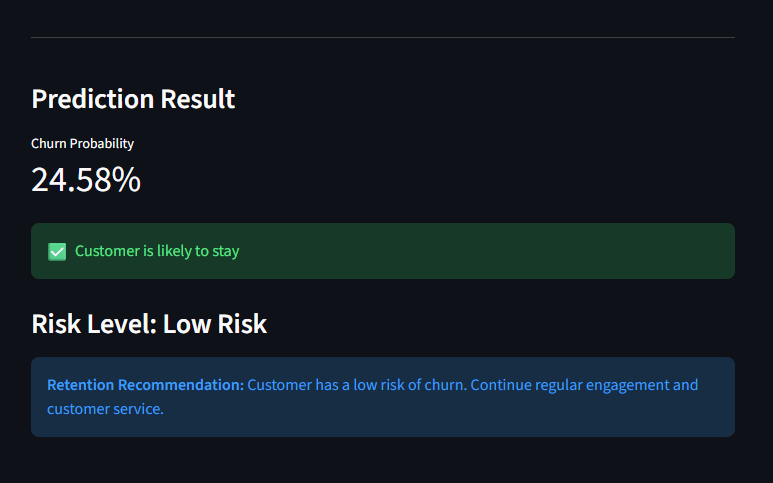 Prediction Result
Churn Probability
24.58%
✅ Customer is likely to stay
Risk Level: Low Risk
Retention Recommendation: Customer has a low risk of churn. Continue regular engagement and
customer service.